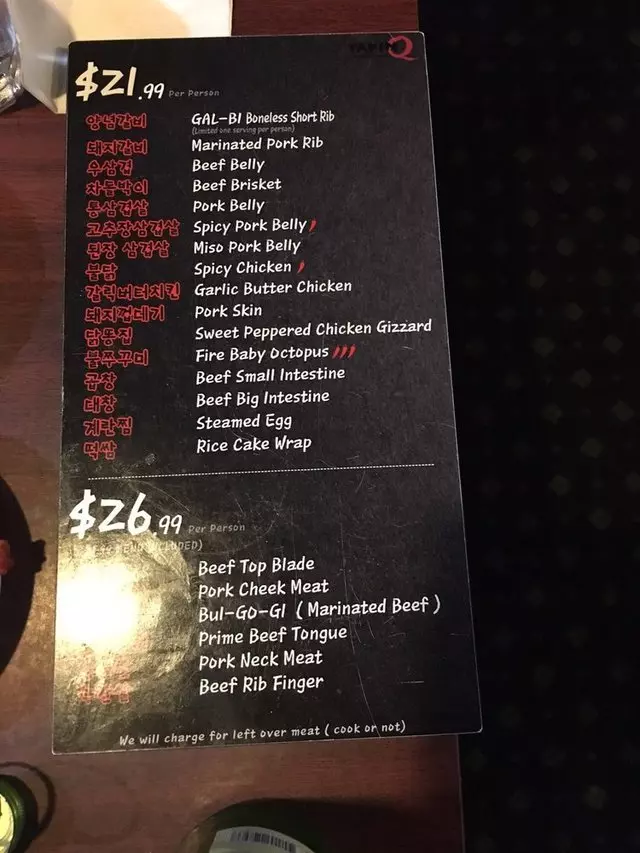 $21.99 Per Person
양념갈비 GAL-BI Boneless Short Rib
(Limited one serving per person)
돼지갈비 Marinated Pork Rib
우삼겹 Beef Belly
차돌박이 Beef Brisket
통삼겹살 Pork Belly
고추장삼겹살 Spicy Pork Belly
된장 삼겹살 Miso Pork Belly
불닭 Spicy Chicken
갈릭버터치킨 Garlic Butter Chicken
돼지껍데기 Pork Skin
닭똥집 Sweet Peppered Chicken Gizzard
불쭈꾸미 Fire Baby Octopus
곱창 Beef Small Intestine
대창 Beef Big Intestine
계란찜 Steamed Egg
떡쌈 Rice Cake Wrap
$26.99 Per Person
INCLUDED)
Beef Top Blade
Pork Cheek Meat
Bul-GO-GI ( Marinated Beef )
Prime Beef Tongue
Pork Neck Meat
Beef Rib Finger
We will charge for left over meat ( cook or not)